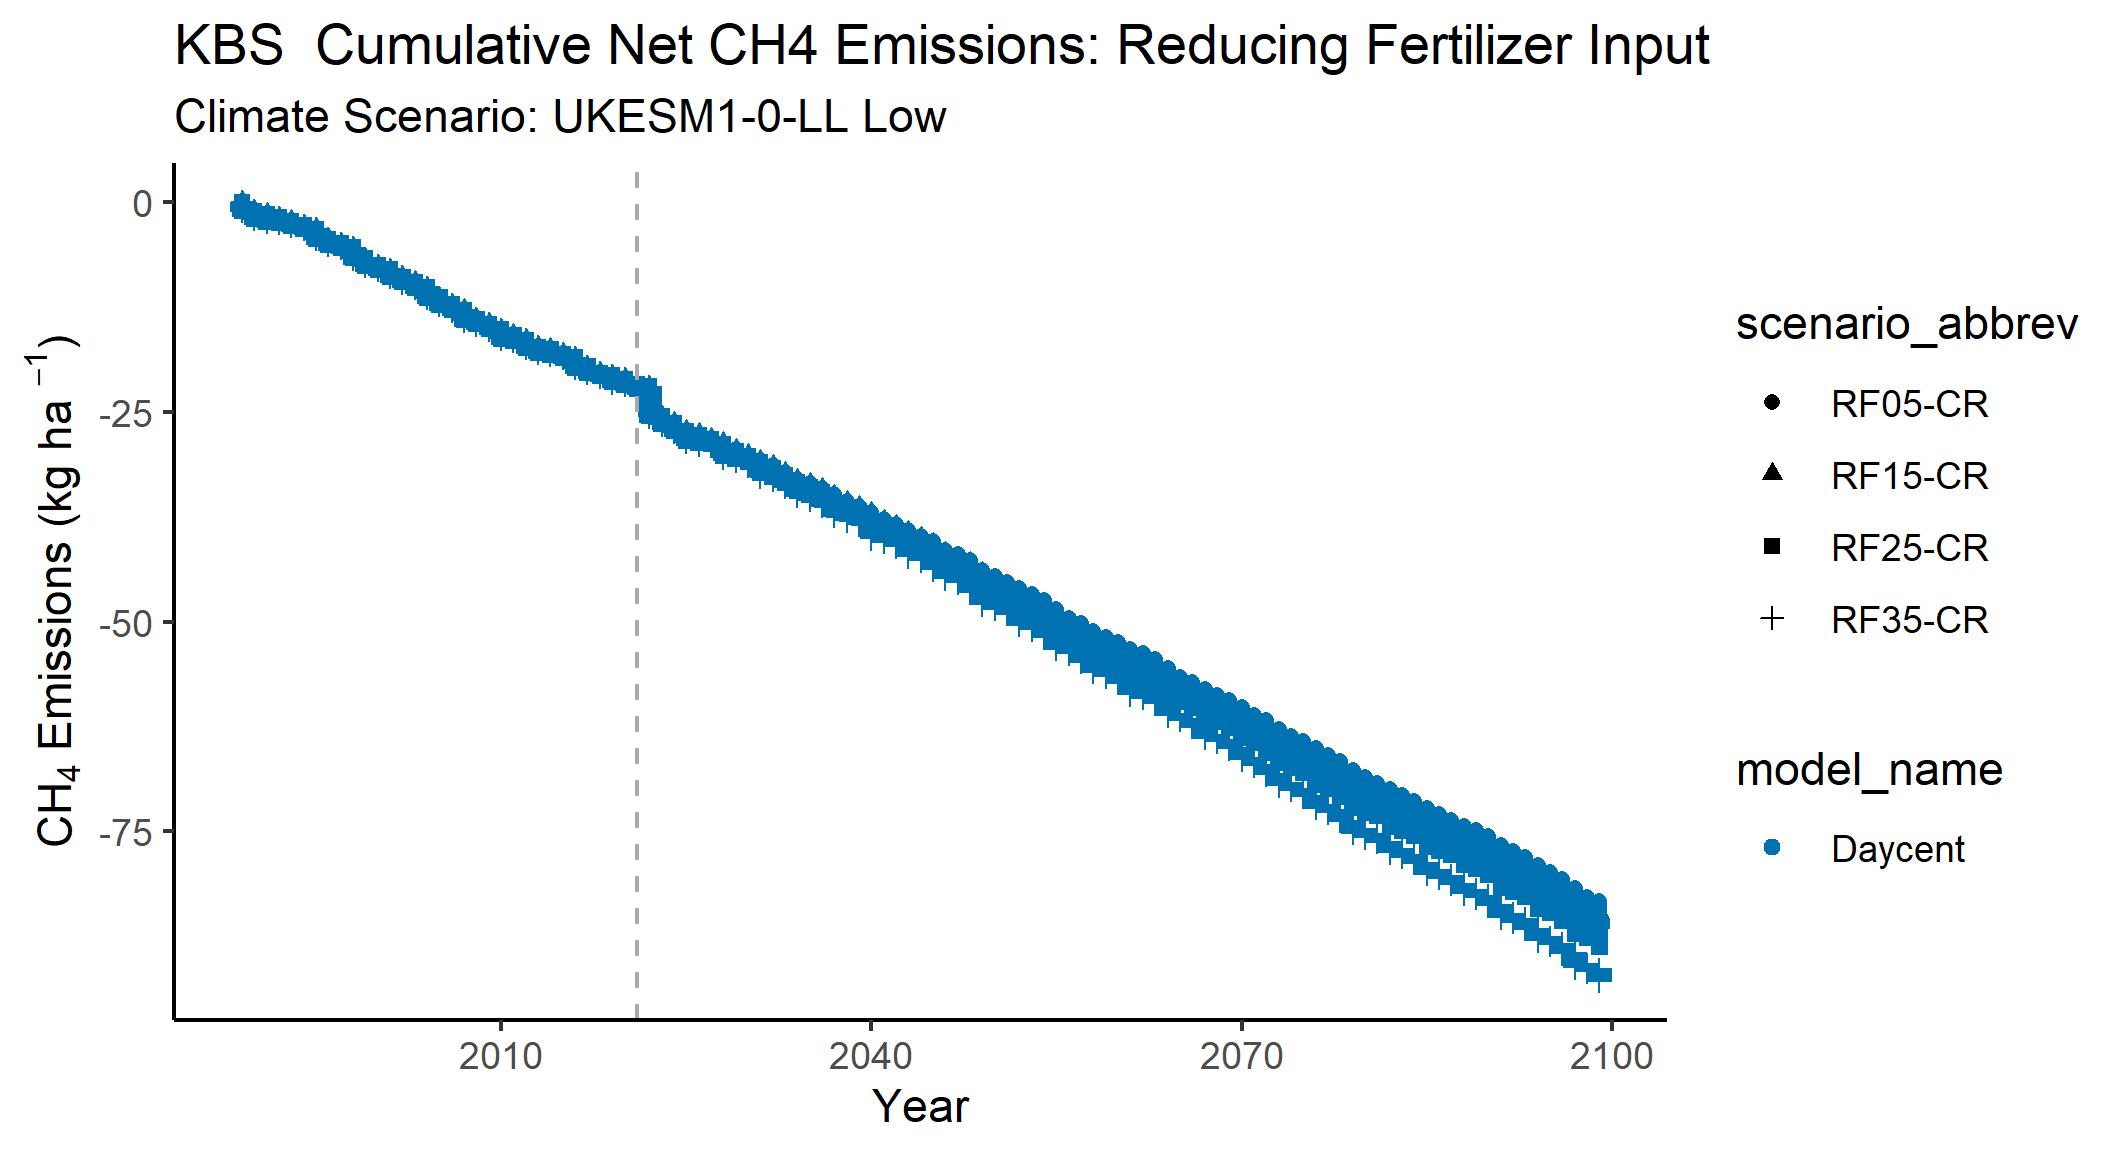 KBS  Cumulative Net CH4 Emissions: Reducing Fertilizer Input
Climate Scenario: UKESM1-0-LL Low
CH₄ Emissions (kg ha ⁻¹)
0
-25
-50
-75
2010
2040
2070
2100
Year
scenario_abbrev
RF05-CR
RF15-CR
RF25-CR
RF35-CR
model_name
Daycent